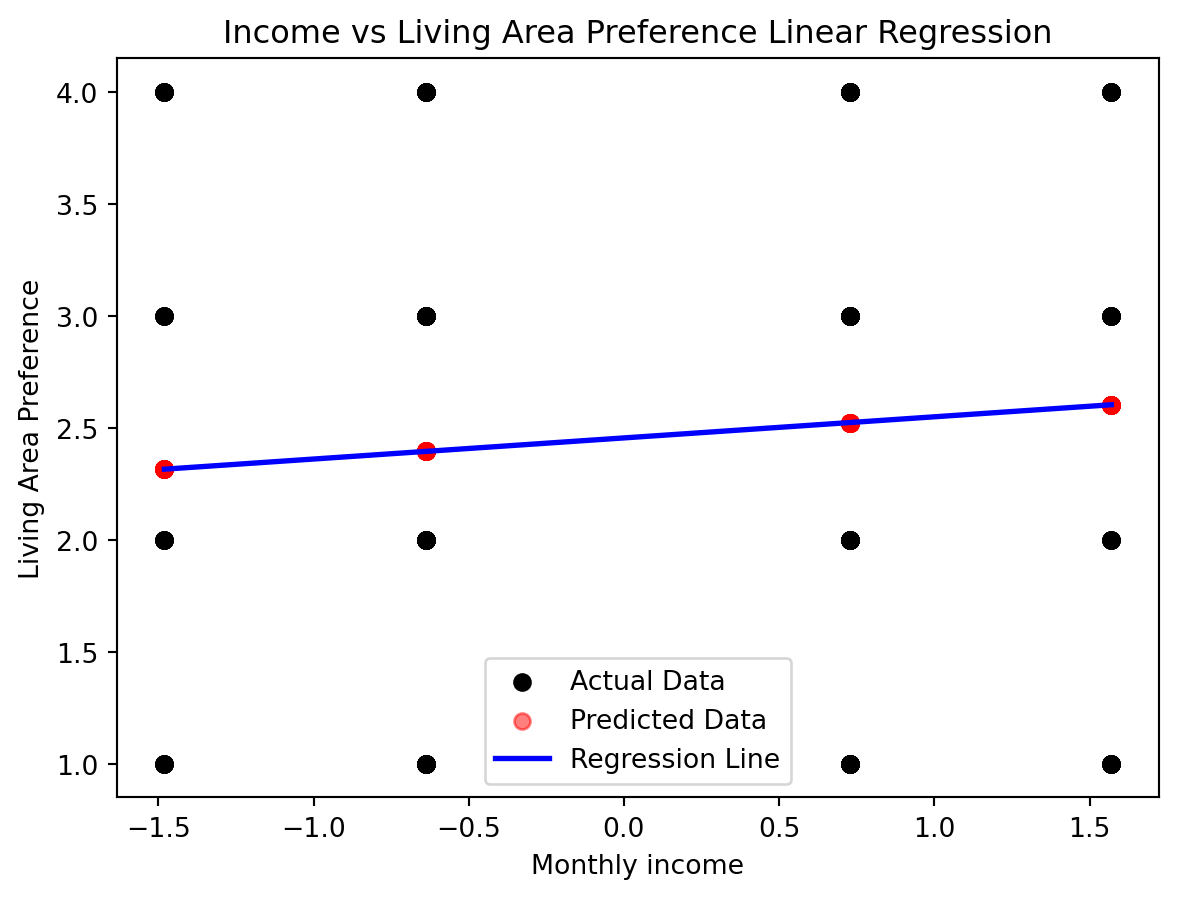 Income vs Living Area Preference Linear Regression
4.0
3.5
3.0
2.5
2.0
1.5
1.0
Living Area Preference
Actual Data
Predicted Data
Regression Line
−1.5
−1.0
−0.5
0.0
0.5
1.0
1.5
Monthly income